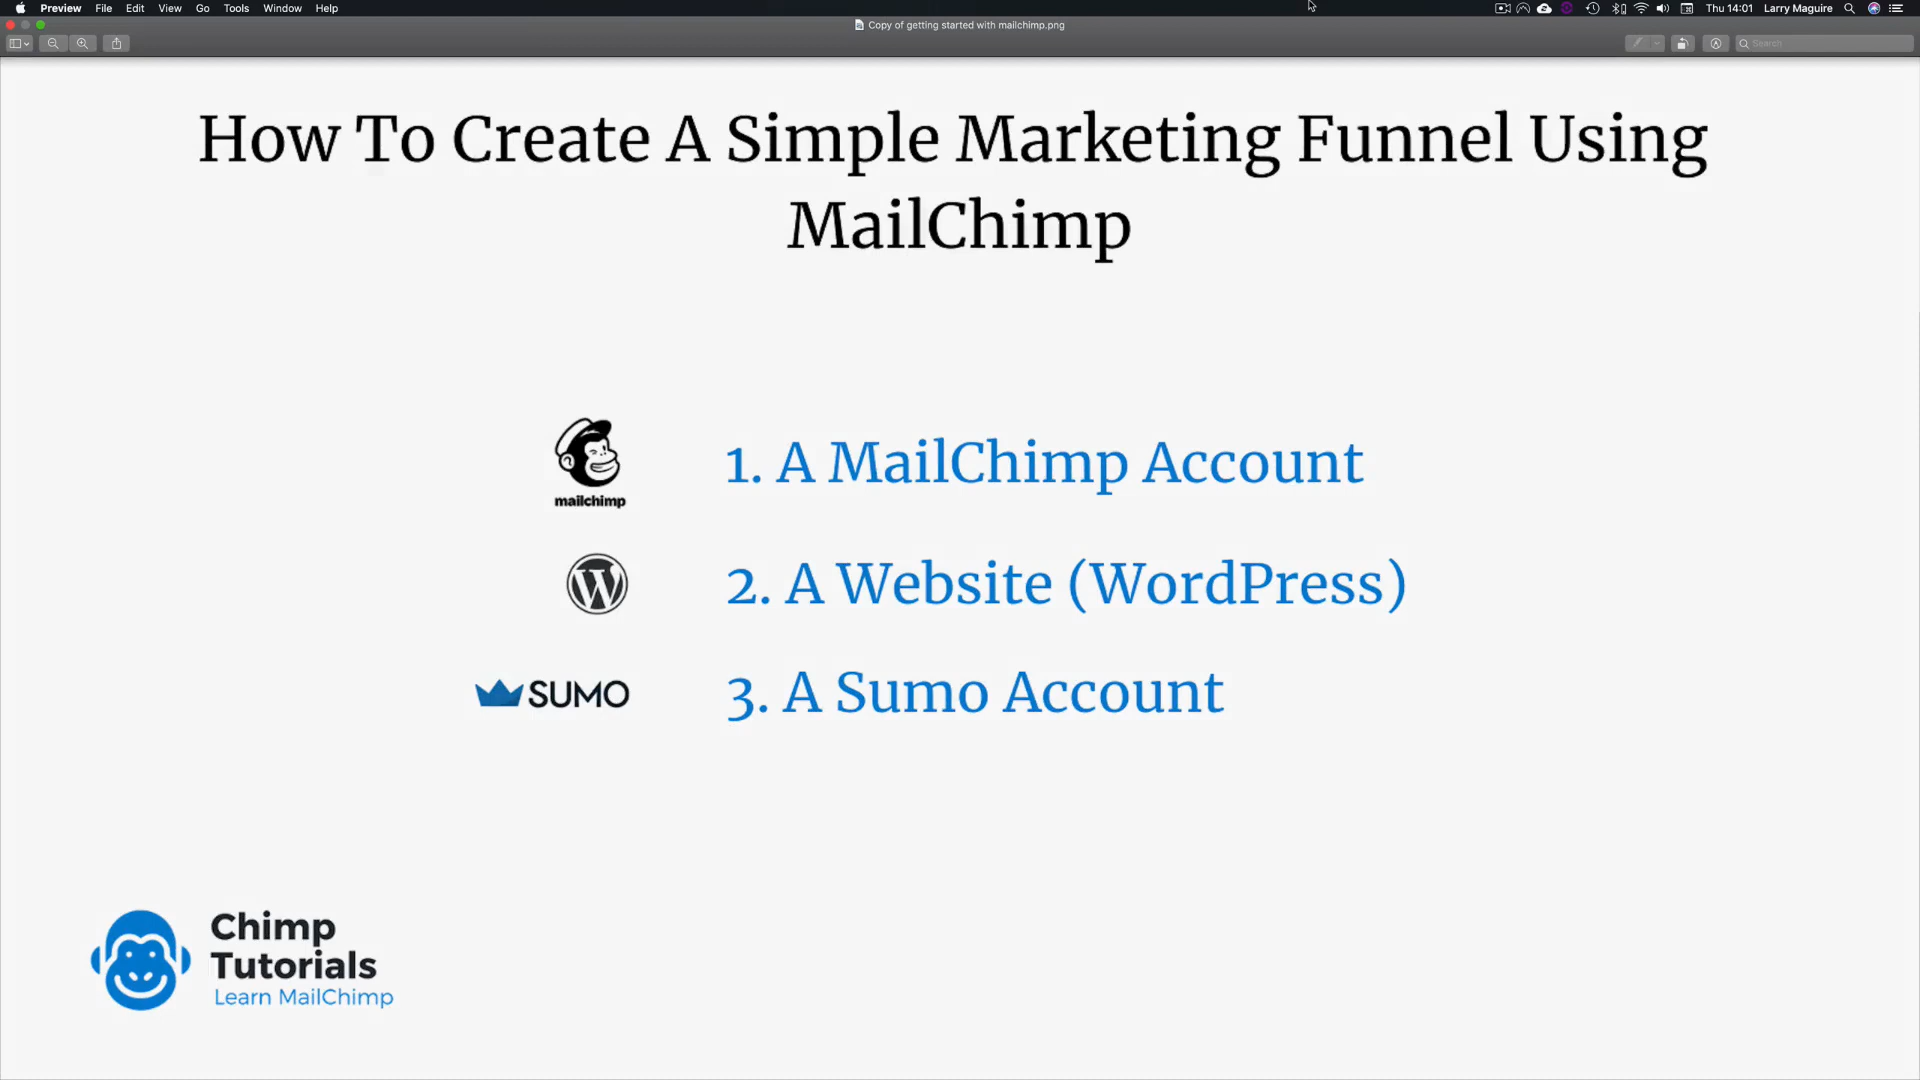 Preview File Edit View Go Tools Window Help Thu 14:01 Larry Maguire
Copy of getting started with mailchimp.png
Search
How To Create A Simple Marketing Funnel Using
MailChimp
mailchimp
1. A MailChimp Account
2. A Website (WordPress)
SUMO
3. A Sumo Account
Chimp
Tutorials
Learn MailChimp